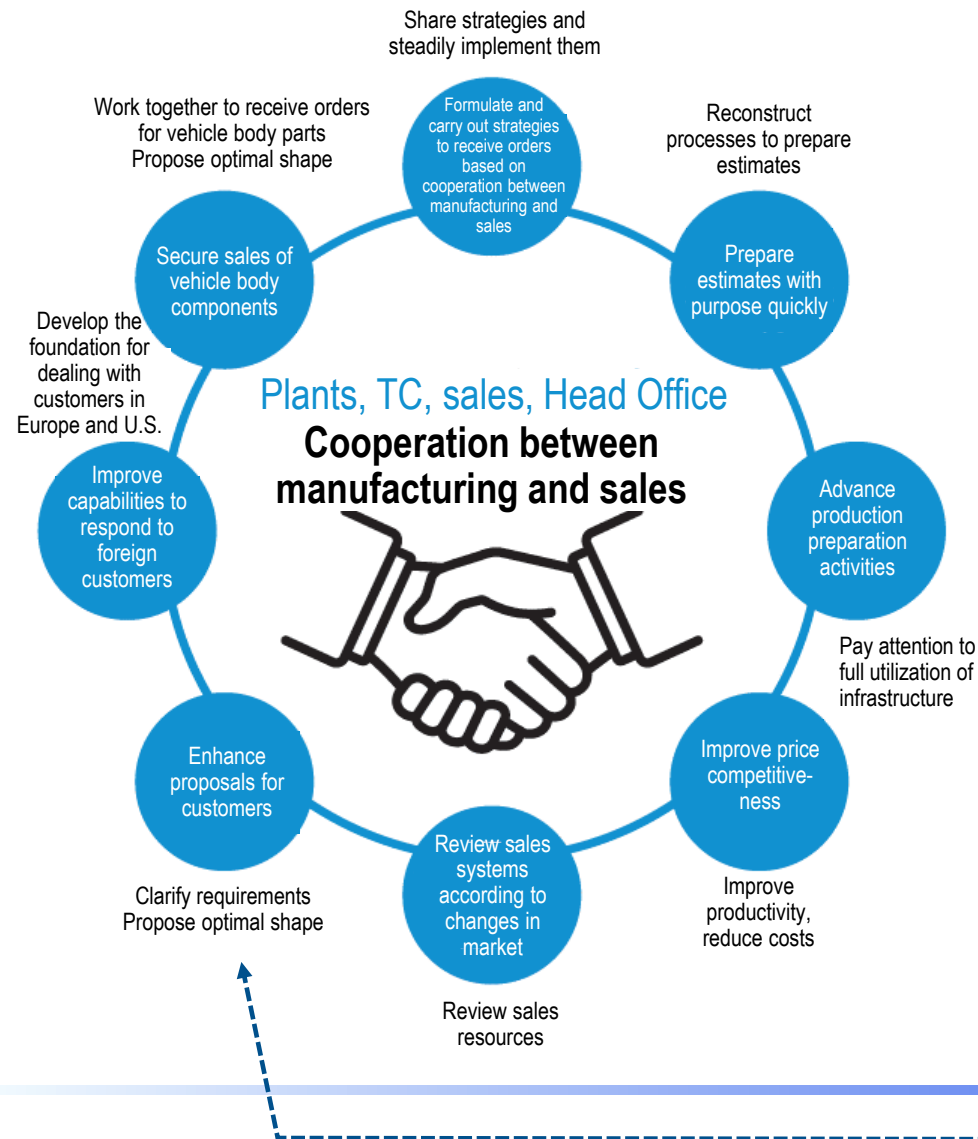 Share strategies and
steadily implement them
Formulate and
carry out strategies
to receive orders
based on
cooperation between
manufacturing and
sales
Work together to receive orders
for vehicle body parts
Propose optimal shape
Reconstruct
processes to prepare
estimates
Secure sales of
vehicle body
components
Prepare
estimates with
purpose quickly
Develop the
foundation for
dealing with
customers in
Europe and U.S.
Plants, TC, sales, Head Office
Cooperation between
manufacturing and sales
Improve
capabilities to
respond to
foreign
customers
Advance
production
preparation
activities
Pay attention to
full utilization of
infrastructure
Enhance
proposals for
customers
Improve price
competitive-
ness
Review sales
systems
according to
changes in
market
Clarify requirements
Propose optimal shape
Improve
productivity,
reduce costs
Review sales
resources